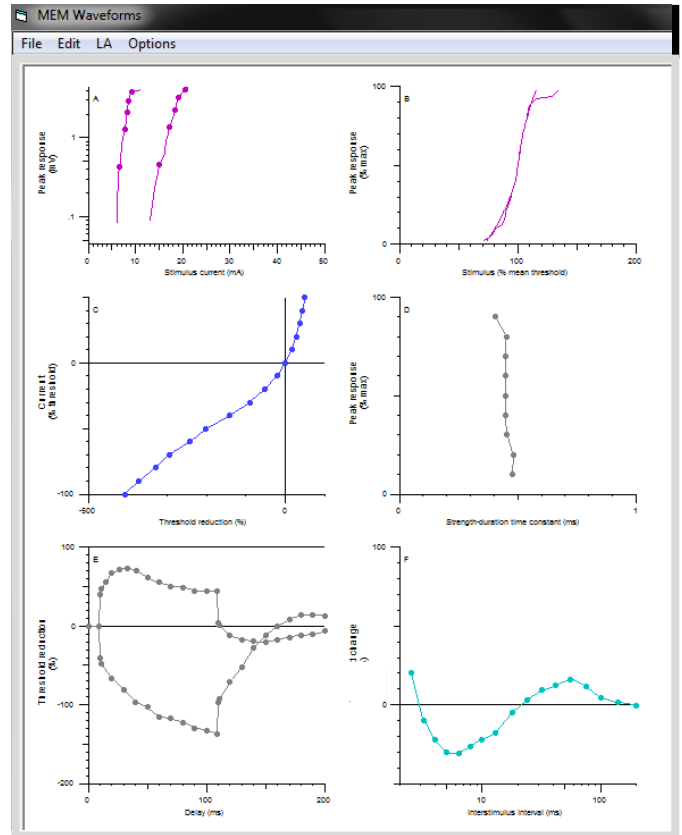 MEM Waveforms
File Edit LA Options
A
Peak response
(mV)
1
.1
0 10 20 30 40 50
Stimulus current (mA)
B
Peak response
(% max)
100
0
0 100 200
Stimulus (% mean threshold)
C
Current
(% threshold)
0
-100
-500 0
Threshold reduction (%)
D
Peak response
(% max)
100
0
0 1
Strength-duration time constant (ms)
E
Threshold reduction
(%)
100
0
-100
-200
0 100 200
Delay (ms)
F
change
100
0
10 100
Interstimulus interval (ms)